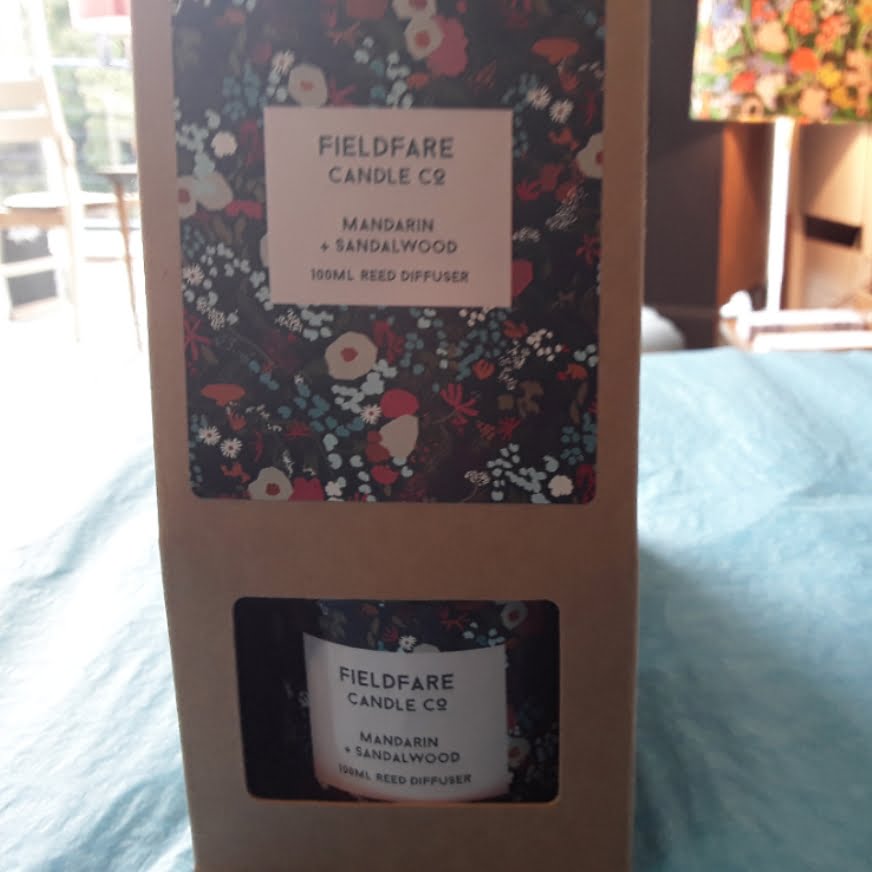 FIELDFARE
CANDLE CO
MANDARIN
+ SANDALWOOD
100ML REED DIFFUSER
FIELDFARE
CANDLE CO
MANDARIN
+ SANDALWOOD
100ML REED DIFFUSER